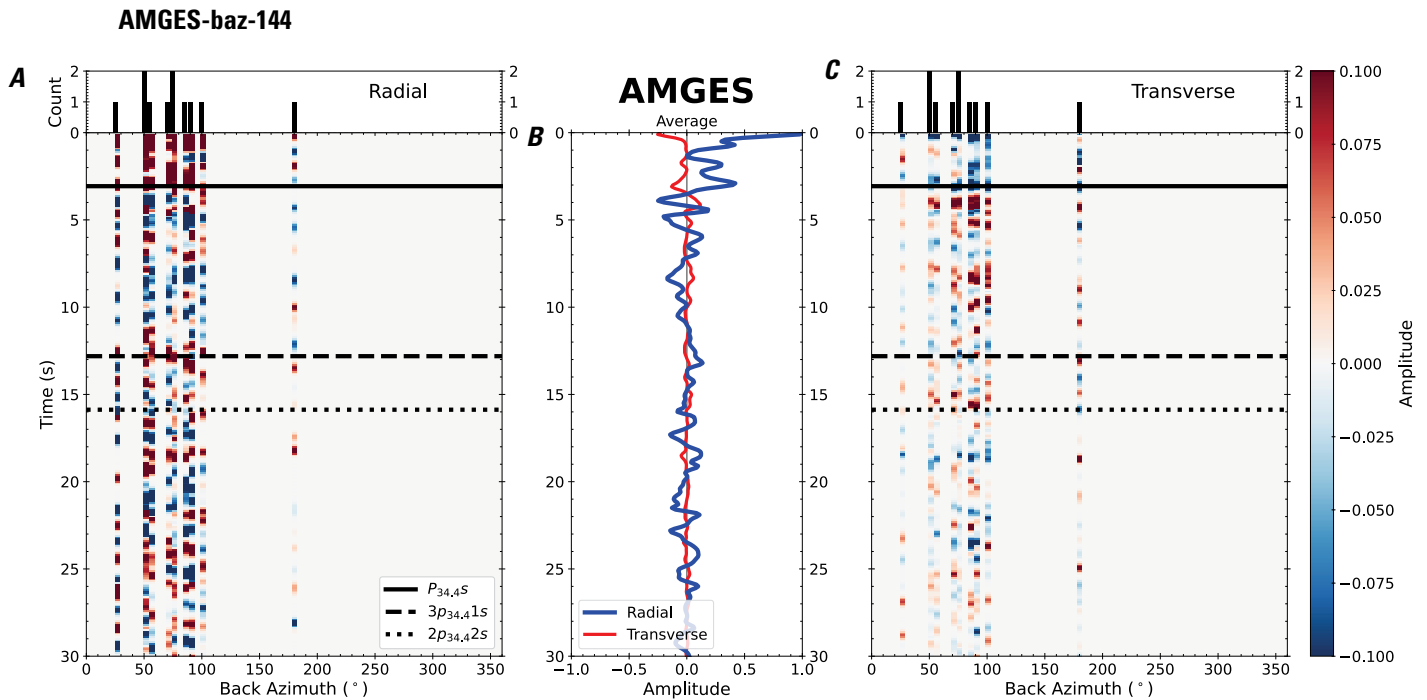 AMGES-baz-144
A
Radial
Count
2
1
0
2
1
0
AMGES
Average
B
C
Transverse
Count
2
1
0
2
1
0
Time (s)
0
5
10
15
20
25
30
P34.4s
3p34.41s
2p34.42s
0 50 100 150 200 250 300 350
Back Azimuth (°)
0
5
10
15
20
25
30
Radial
Transverse
−1.0 −0.5 0.0 0.5 1.0
Amplitude
0 50 100 150 200 250 300 350
Back Azimuth (°)
0.100
0.075
0.050
0.025
0.000
−0.025
−0.050
−0.075
−0.100
Amplitude